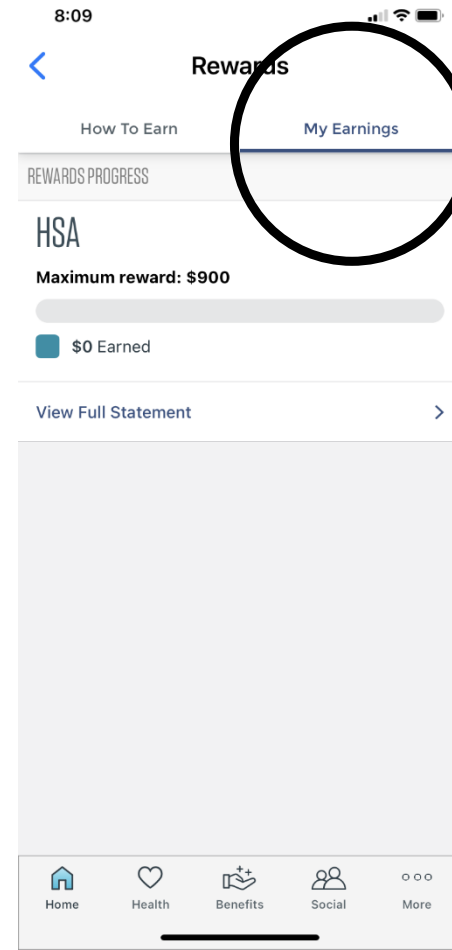 8:09
Rewards
How To Earn My Earnings
REWARDS PROGRESS
HSA
Maximum reward: $900
$0 Earned
View Full Statement
Home Health Benefits Social More